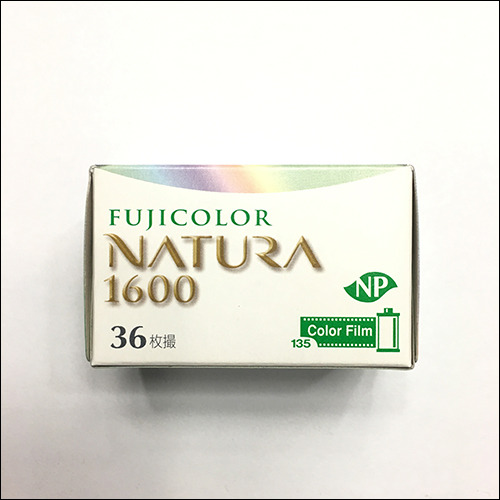 FUJICOLOR
NATURA
1600
NP
36枚撮
Color Film
135